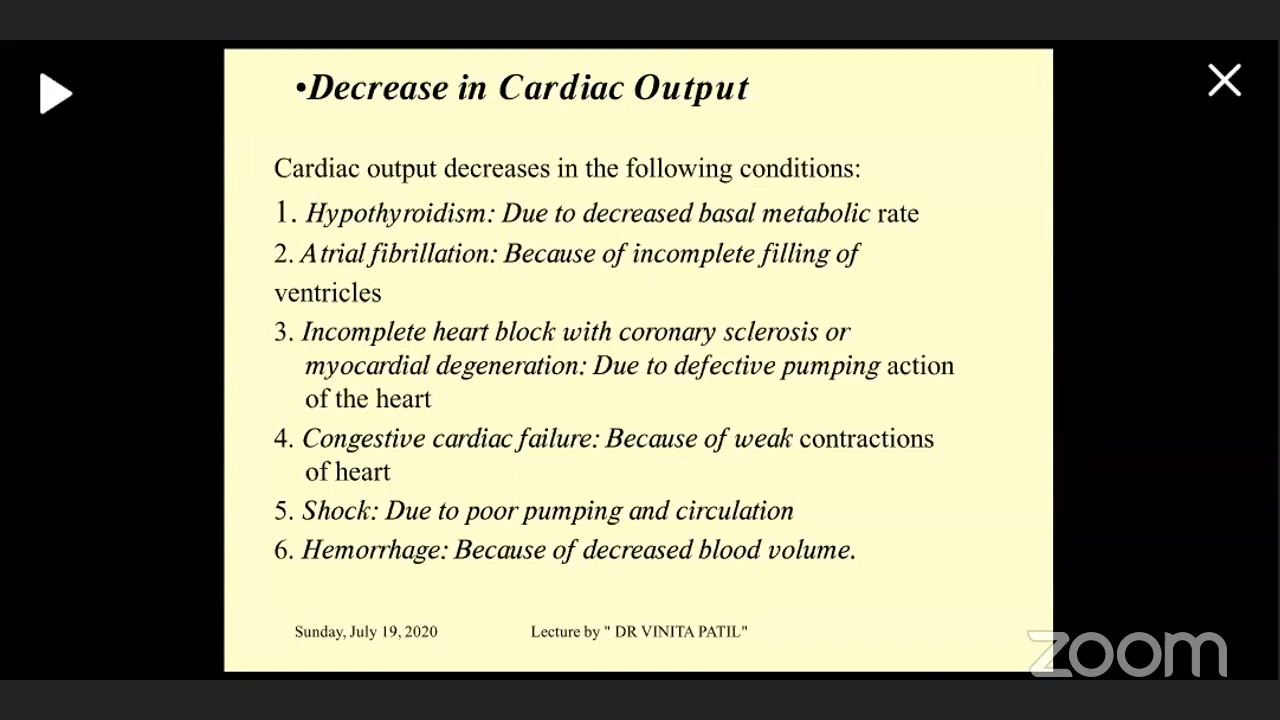 •Decrease in Cardiac Output
Cardiac output decreases in the following conditions:
1. Hypothyroidism: Due to decreased basal metabolic rate
2. Atrial fibrillation: Because of incomplete filling of
ventricles
3. Incomplete heart block with coronary sclerosis or
myocardial degeneration: Due to defective pumping action
of the heart
4. Congestive cardiac failure: Because of weak contractions
of heart
5. Shock: Due to poor pumping and circulation
6. Hemorrhage: Because of decreased blood volume.
Sunday, July 19, 2020 Lecture by " DR VINITA PATIL"
zoom